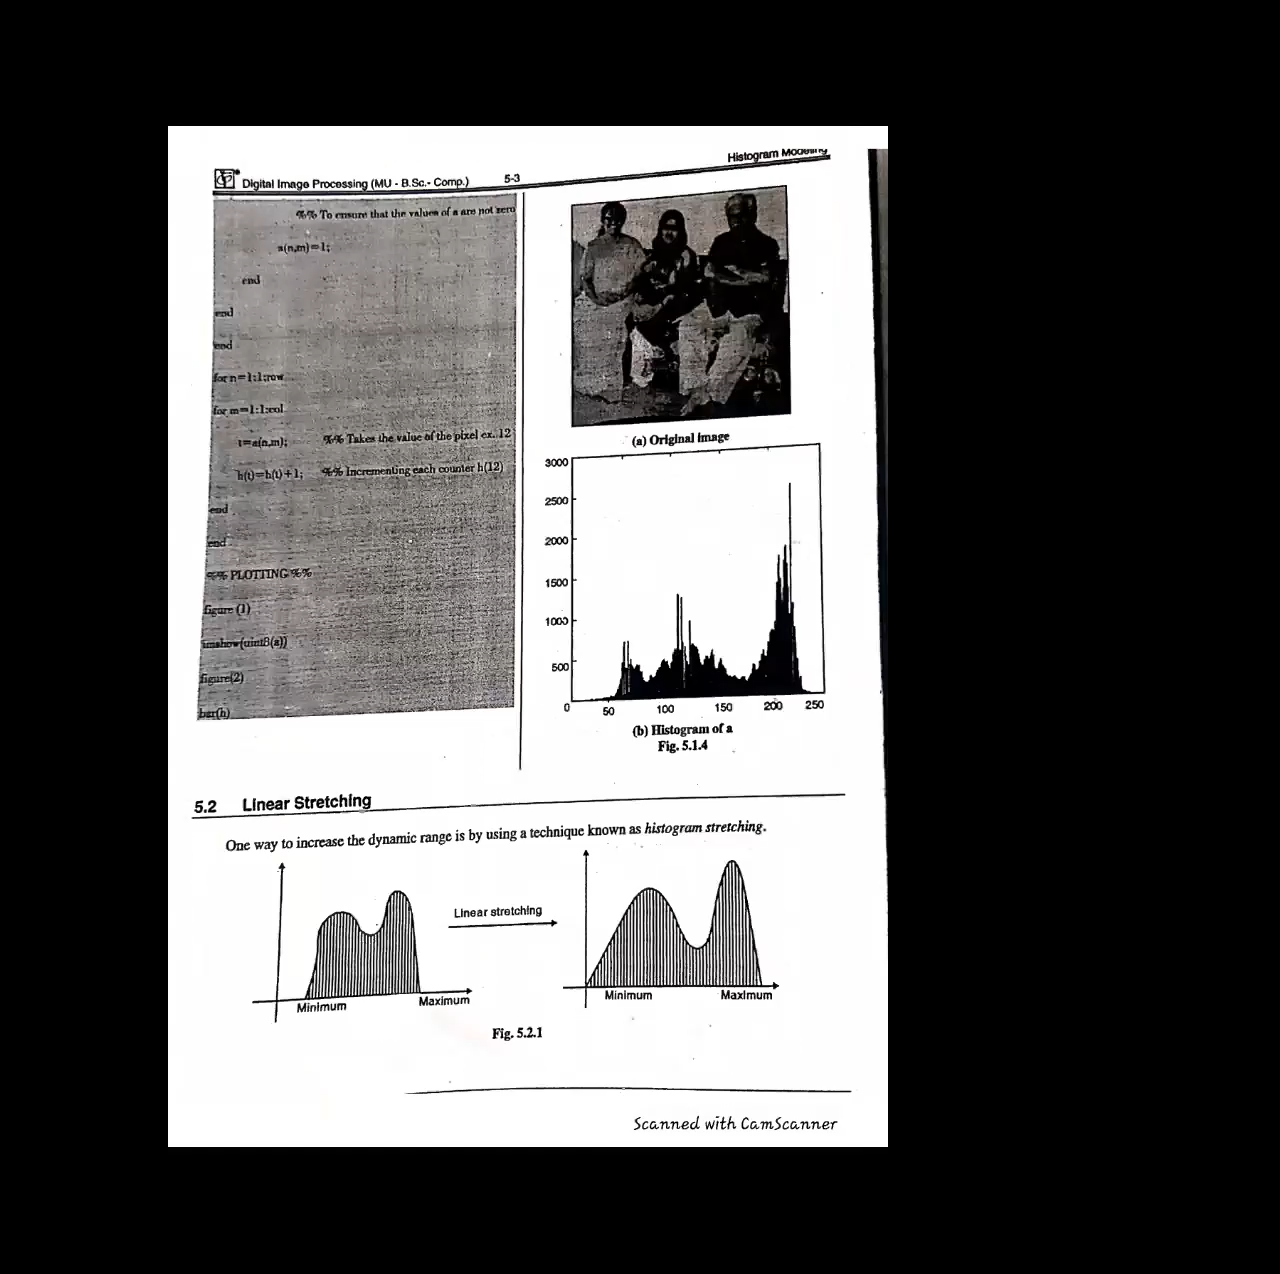 Histogram Modeling
Digital Image Processing (MU - B.Sc.- Comp.) 5-3
%% To ensure that the values of a are not zero
a(n,m)=1;
end
end
end
for n=1:1:row
for m=1:1:col
t=a(n,m); %% Takes the value of the pixel ex. 12
h(t)=h(t)+1; %% Incrementing each counter h(12)
end
end
%% PLOTTING %%
figure (1)
imshow(uint8(a))
figure(2)
bar(h)
(a) Original image
3000
2500
2000
1500
1000
500
0 50 100 150 200 250
(b) Histogram of a
Fig. 5.1.4
5.2 Linear Stretching
One way to increase the dynamic range is by using a technique known as histogram stretching.
Linear stretching
Minimum Maximum
Minimum Maximum
Fig. 5.2.1
Scanned with CamScanner